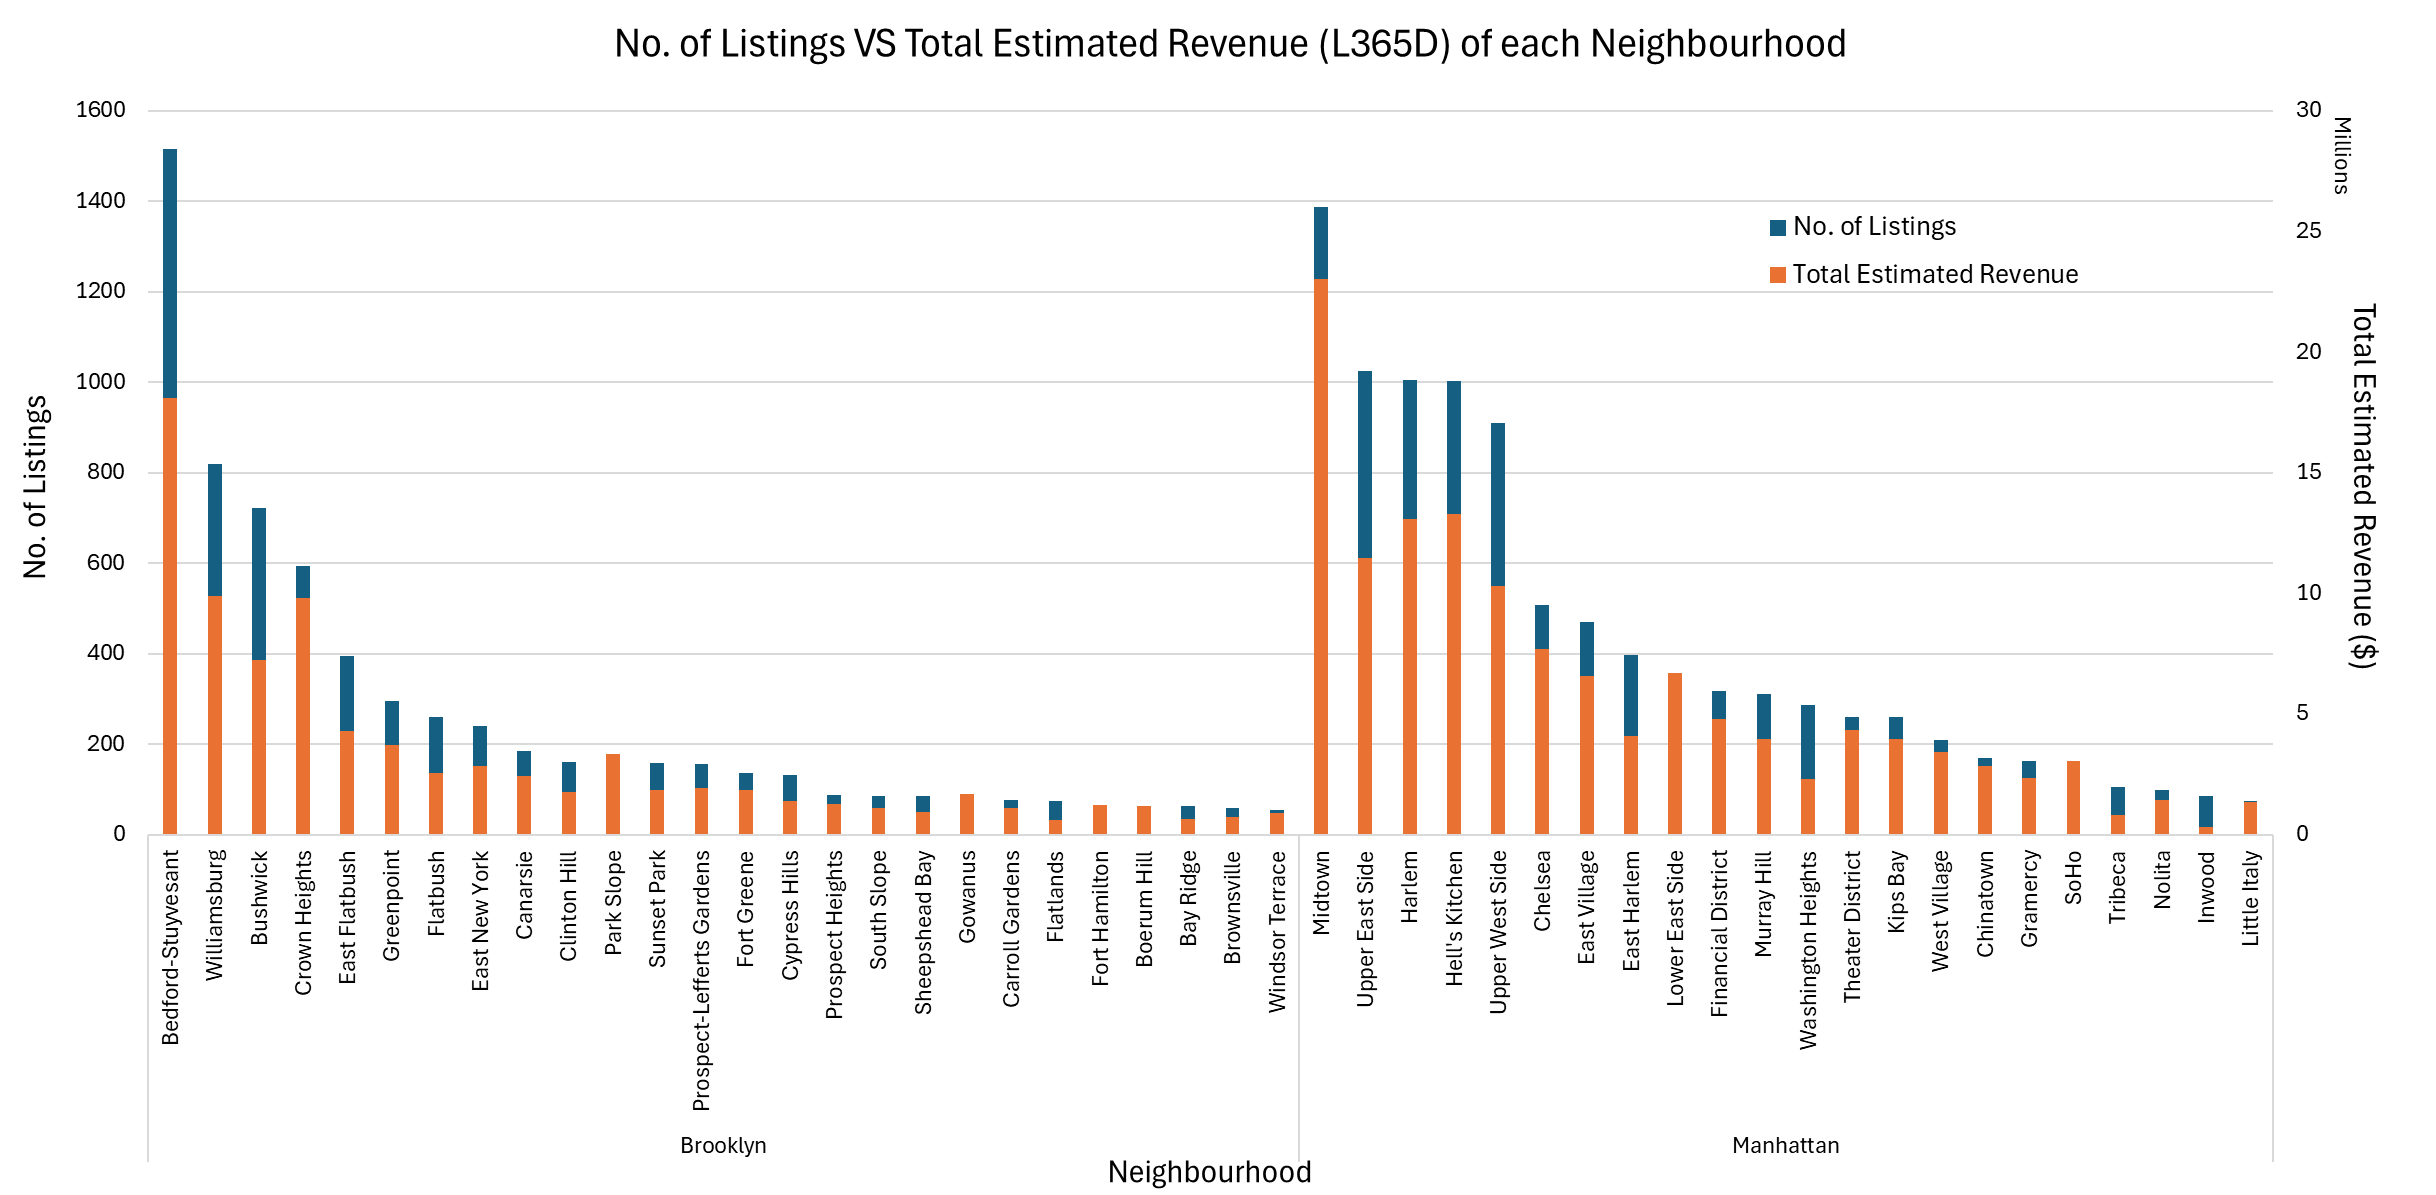 No. of Listings VS Total Estimated Revenue (L365D) of each Neighbourhood
No. of Listings
1600
1400
1200
1000
800
600
400
200
0
30
25
20
15
10
5
0
Millions
Total Estimated Revenue ($)
No. of Listings
Total Estimated Revenue
Bedford-Stuyvesant
Williamsburg
Bushwick
Crown Heights
East Flatbush
Greenpoint
Flatbush
East New York
Canarsie
Clinton Hill
Park Slope
Sunset Park
Prospect-Lefferts Gardens
Fort Greene
Cypress Hills
Prospect Heights
South Slope
Sheepshead Bay
Gowanus
Carroll Gardens
Flatlands
Fort Hamilton
Boerum Hill
Bay Ridge
Brownsville
Windsor Terrace
Midtown
Upper East Side
Harlem
Hell's Kitchen
Upper West Side
Chelsea
East Village
East Harlem
Lower East Side
Financial District
Murray Hill
Washington Heights
Theater District
Kips Bay
West Village
Chinatown
Gramercy
SoHo
Tribeca
Nolita
Inwood
Little Italy
Brooklyn
Manhattan
Neighbourhood